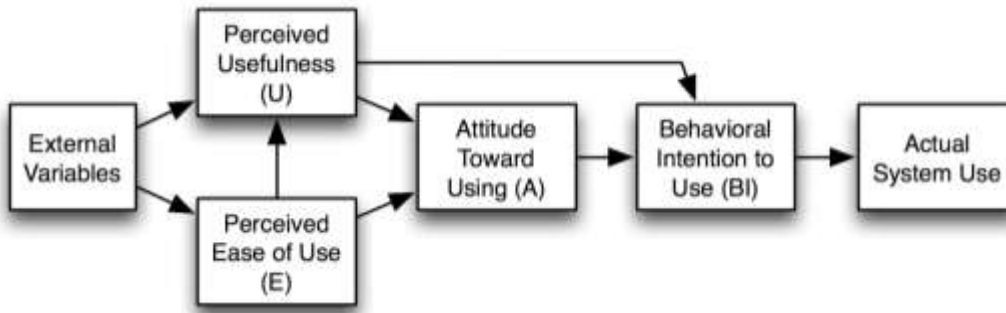 Perceived
Usefulness
(U)
External
Variables
Perceived
Ease of Use
(E)
Attitude
Toward
Using (A)
Behavioral
Intention to
Use (BI)
Actual
System Use